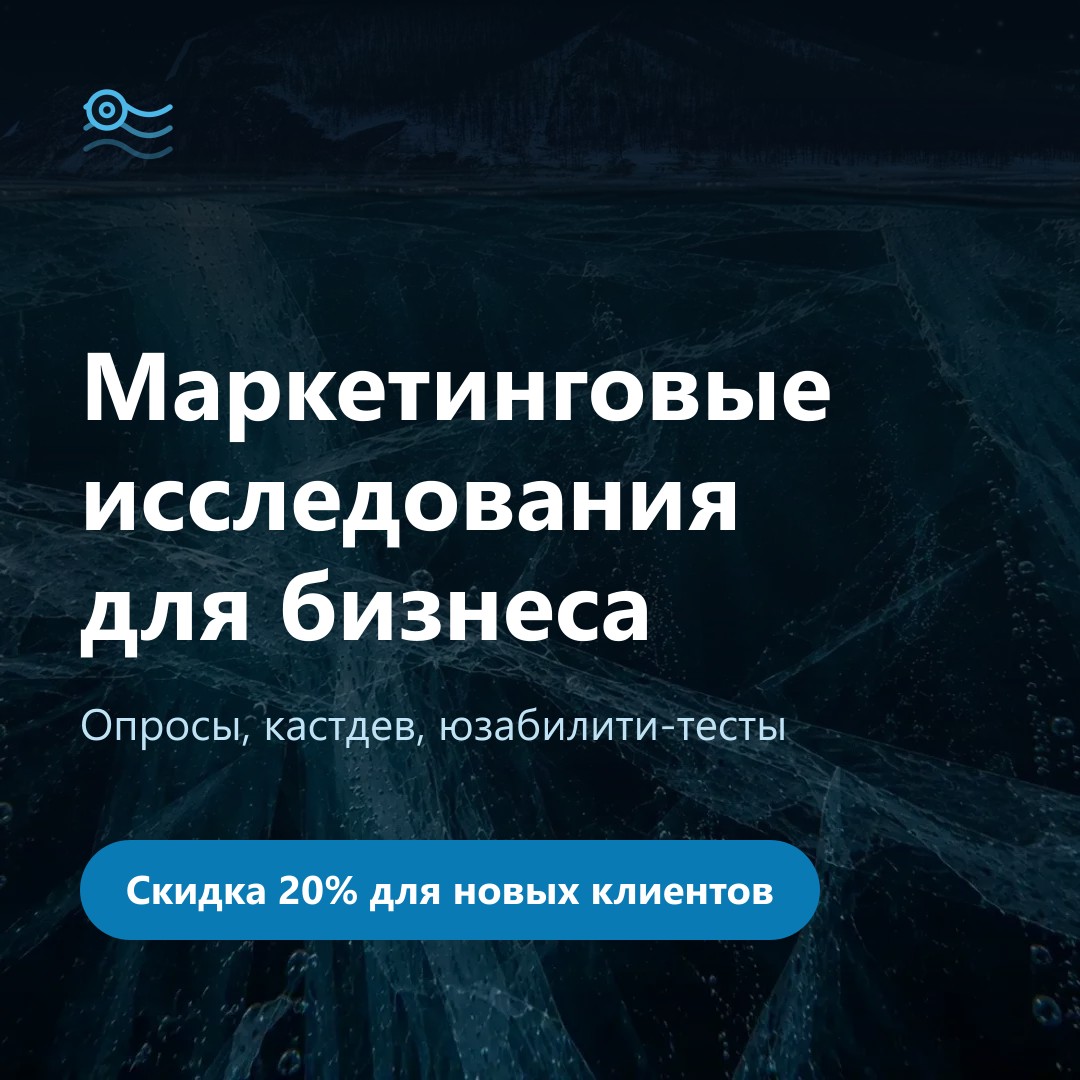 Маркетинговые
исследования
для бизнеса
Опросы, кастдев, юзабилити-тесты
Скидка 20% для новых клиентов